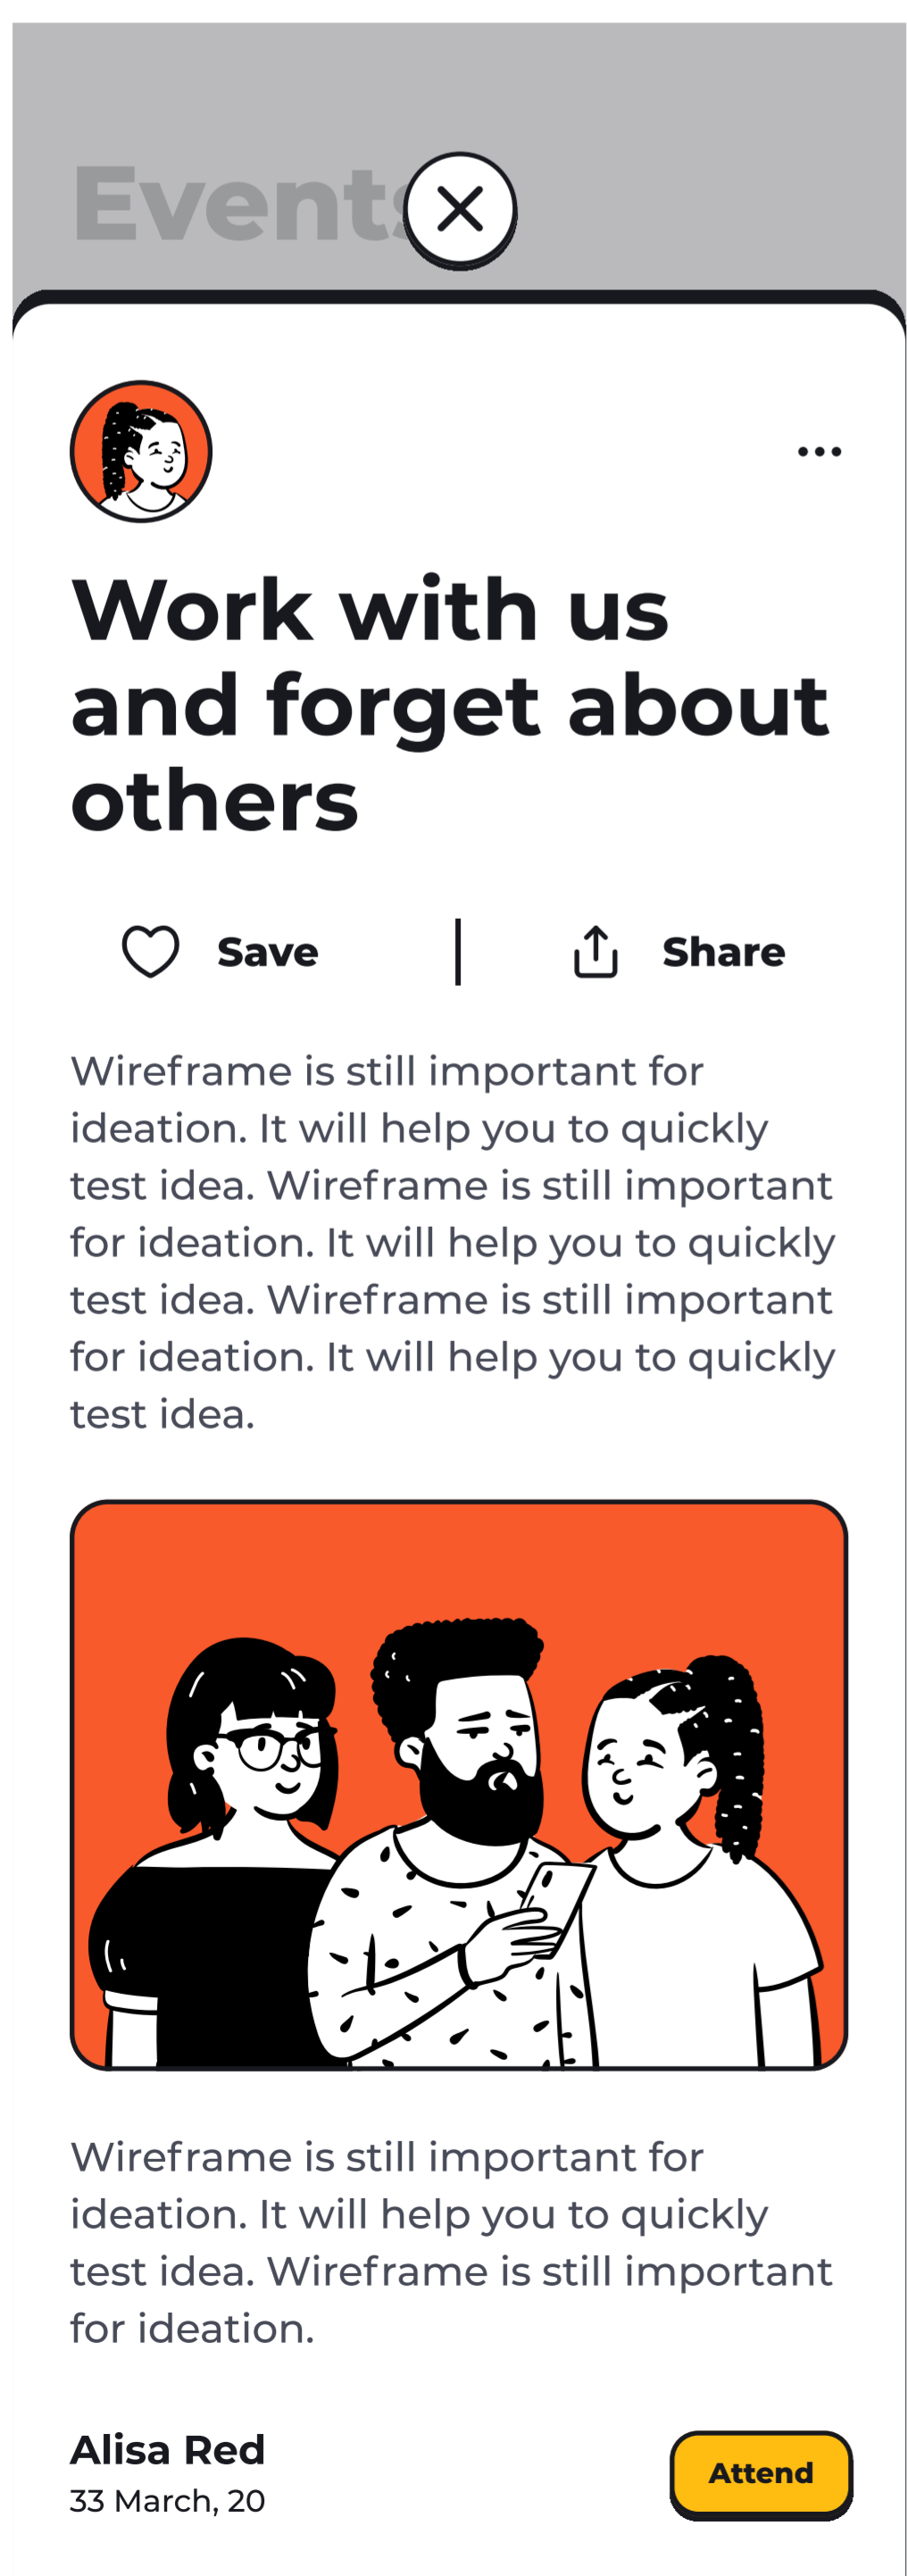 Events
Work with us
and forget about
others
Save
Share
Wireframe is still important for
ideation. It will help you to quickly
test idea. Wireframe is still important
for ideation. It will help you to quickly
test idea. Wireframe is still important
for ideation. It will help you to quickly
test idea.
Wireframe is still important for
ideation. It will help you to quickly
test idea. Wireframe is still important
for ideation.
Alisa Red
33 March, 20
Attend